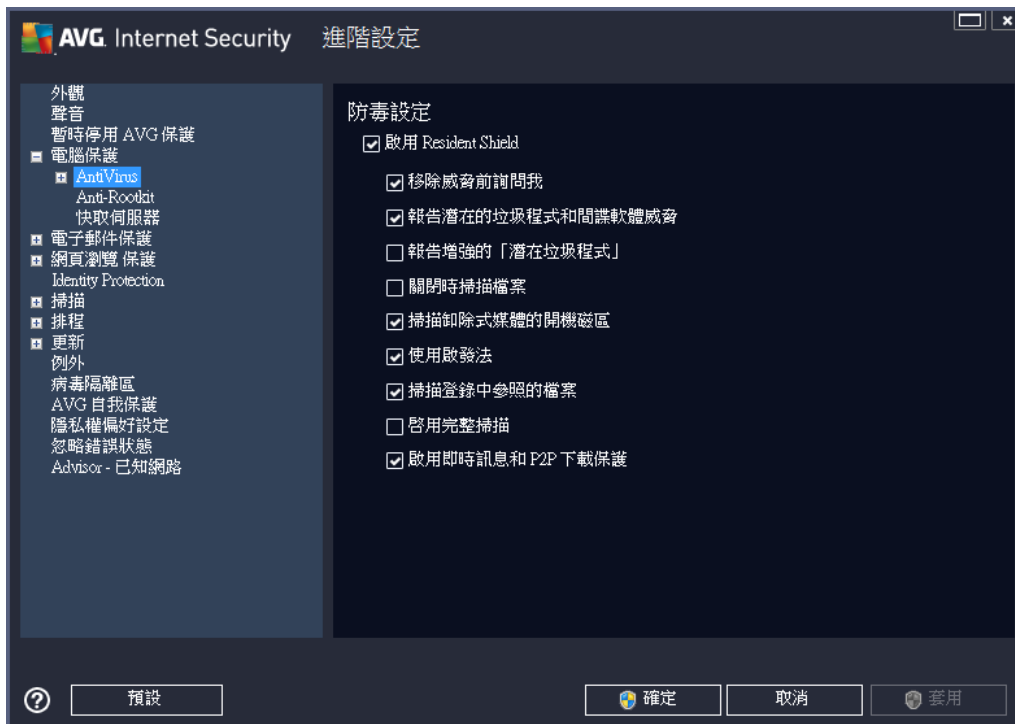 AVG. Internet Security 進階設定
外觀
聲音
暫時停用 AVG 保護
電腦保護
AntiVirus
Anti-Rootkit
快取伺服器
電子郵件保護
網頁瀏覽 保護
Identity Protection
掃描
排程
更新
例外
病毒隔離區
AVG 自我保護
隱私權偏好設定
忽略錯誤狀態
Advisor - 已知網路
防毒設定
啟用 Resident Shield
移除威脅前詢問我
報告潛在的垃圾程式和間諜軟體威脅
報告增強的「潛在垃圾程式」
關閉時掃描檔案
掃描卸除式媒體的開機磁區
使用啟發法
掃描登錄中參照的檔案
啓用完整掃描
啟用即時訊息和 P2P 下載保護
預設
確定
取消
套用